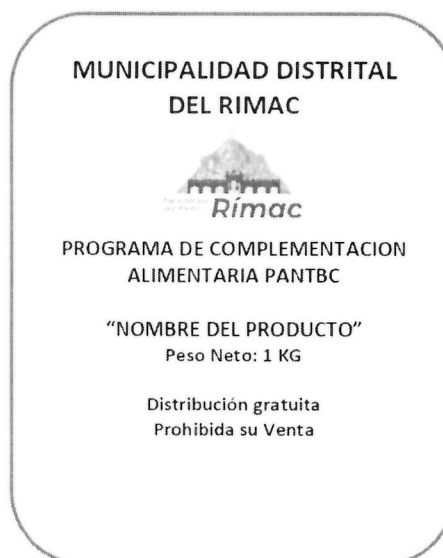 MUNICIPALIDAD DISTRITAL
DEL RIMAC
Rímac
PROGRAMA DE COMPLEMENTACION
ALIMENTARIA PANTBC
“NOMBRE DEL PRODUCTO”
Peso Neto: 1 KG
Distribución gratuita
Prohibida su Venta